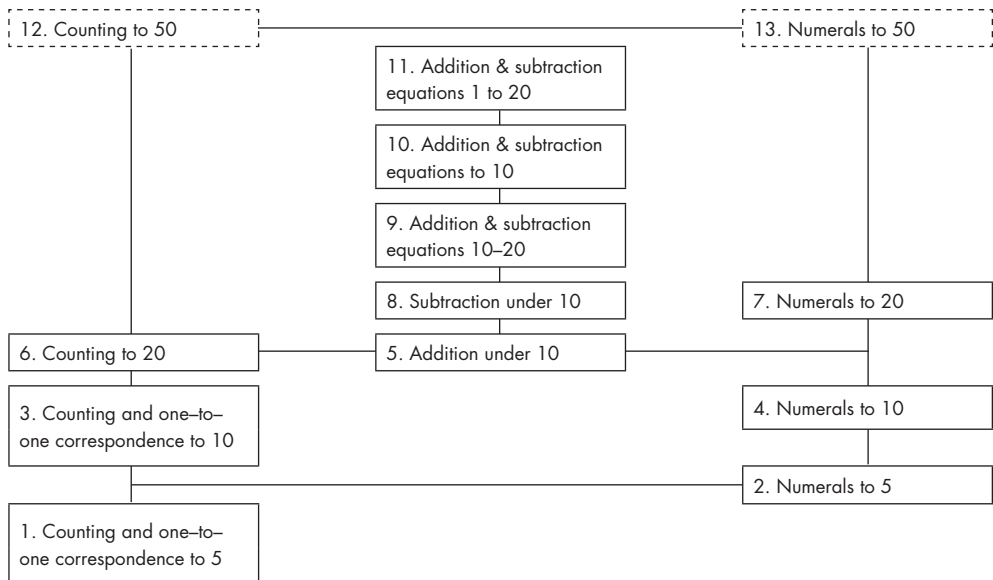 12. Counting to 50
13. Numerals to 50
11. Addition & subtraction
equations 1 to 20
10. Addition & subtraction
equations to 10
9. Addition & subtraction
equations 10–20
8. Subtraction under 10
7. Numerals to 20
6. Counting to 20
5. Addition under 10
3. Counting and one–to–
one correspondence to 10
4. Numerals to 10
2. Numerals to 5
1. Counting and one–to–
one correspondence to 5